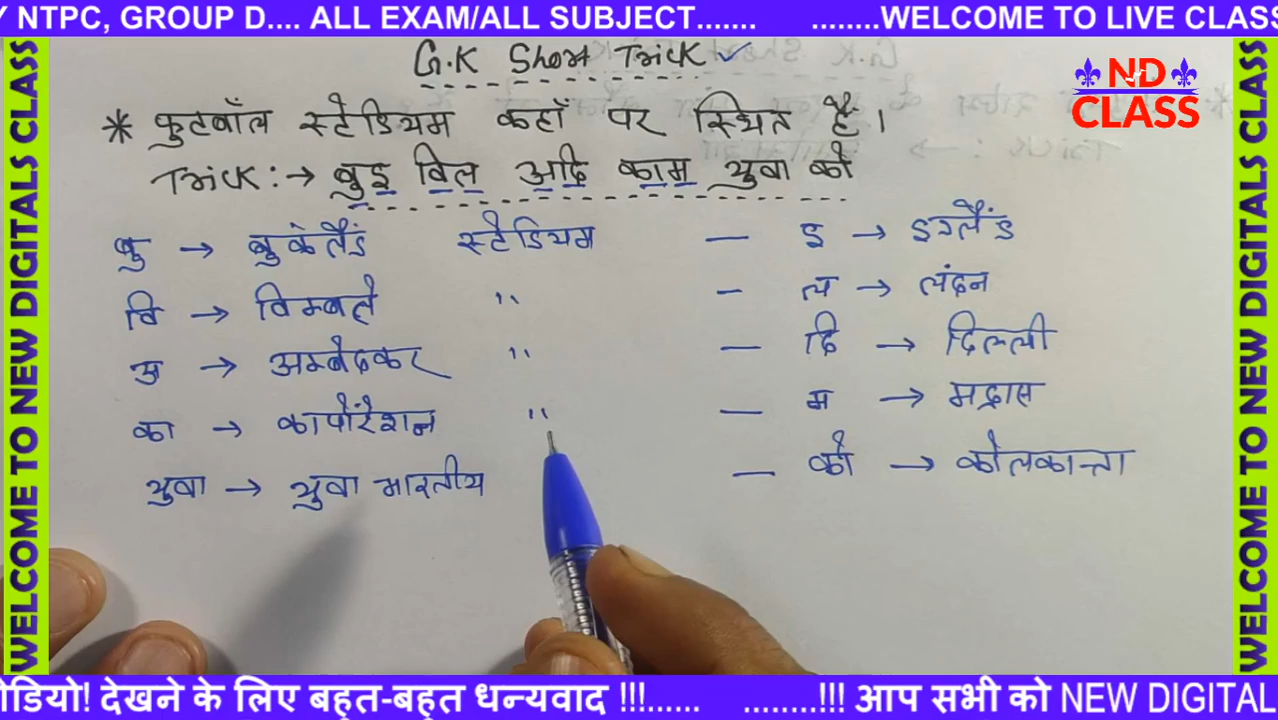 Y NTPC, GROUP D.... ALL EXAM/ALL SUBJECT....... ........WELCOME TO LIVE CLASS
G.K Short Trick
ND
CLASS
* फुटबॉल स्टेडियम कहाँ पर स्थित है।
Trick :→ बुइ विल अदि काम युवा को
बु → बुकेलैंड स्टेडियम — इ → इग्लैंड
वि → विम्बले " – ल → लंदन
अ → अम्बेदकर " — दि → दिल्ली
का → कार्पोरेशन " — म → मद्रास
युवा → युवा भारतीय — को → कोलकात्ता
WELCOME TO NEW DIGITALS CLASS
WELCOME TO NEW DIGITALS CLASS
ीडियो! देखने के लिए बहुत-बहुत धन्यवाद !!!...... ........!!! आप सभी को NEW DIGITAL